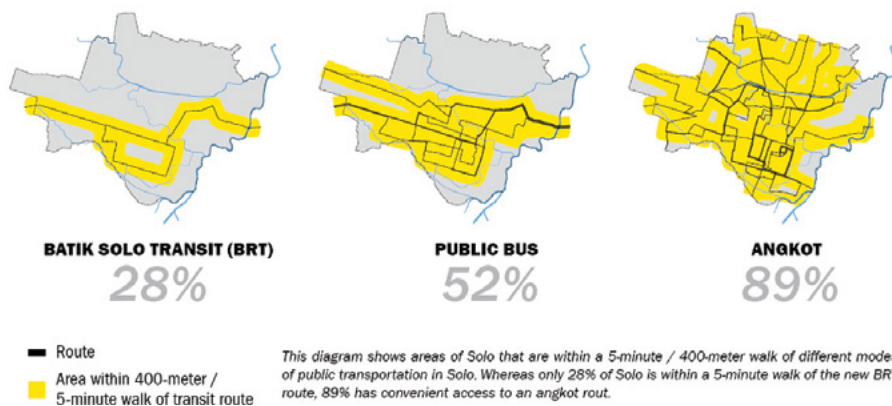 BATIK SOLO TRANSIT (BRT)
28%
PUBLIC BUS
52%
ANGKOT
89%
Route
Area within 400-meter /
5-minute walk of transit route
This diagram shows areas of Solo that are within a 5-minute / 400-meter walk of different mode
of public transportation in Solo. Whereas only 28% of Solo is within a 5-minute walk of the new BR
route, 89% has convenient access to an angkot rout.